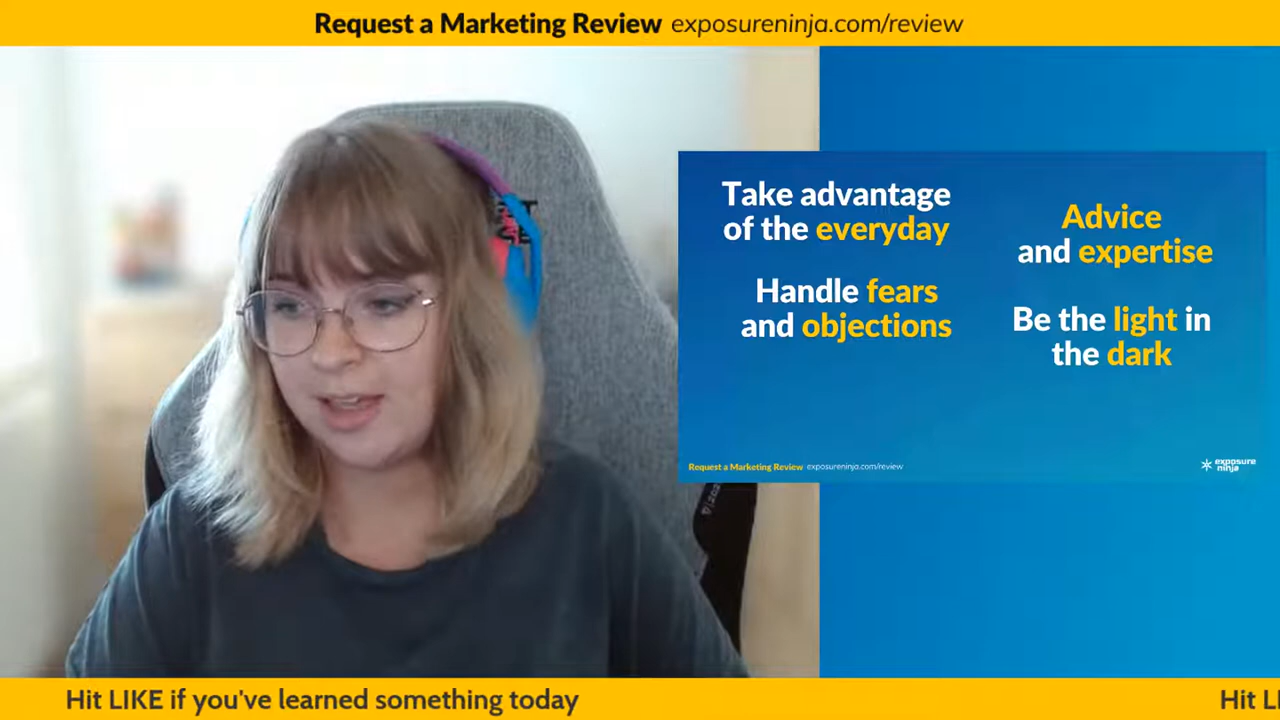 Request a Marketing Review exposureninja.com/review
Take advantage
of the everyday
Handle fears
and objections
Advice
and expertise
Be the light in
the dark
Request a Marketing Review exposureninja.com/review
exposure
ninja
Hit LIKE if you've learned something today
Hit LI